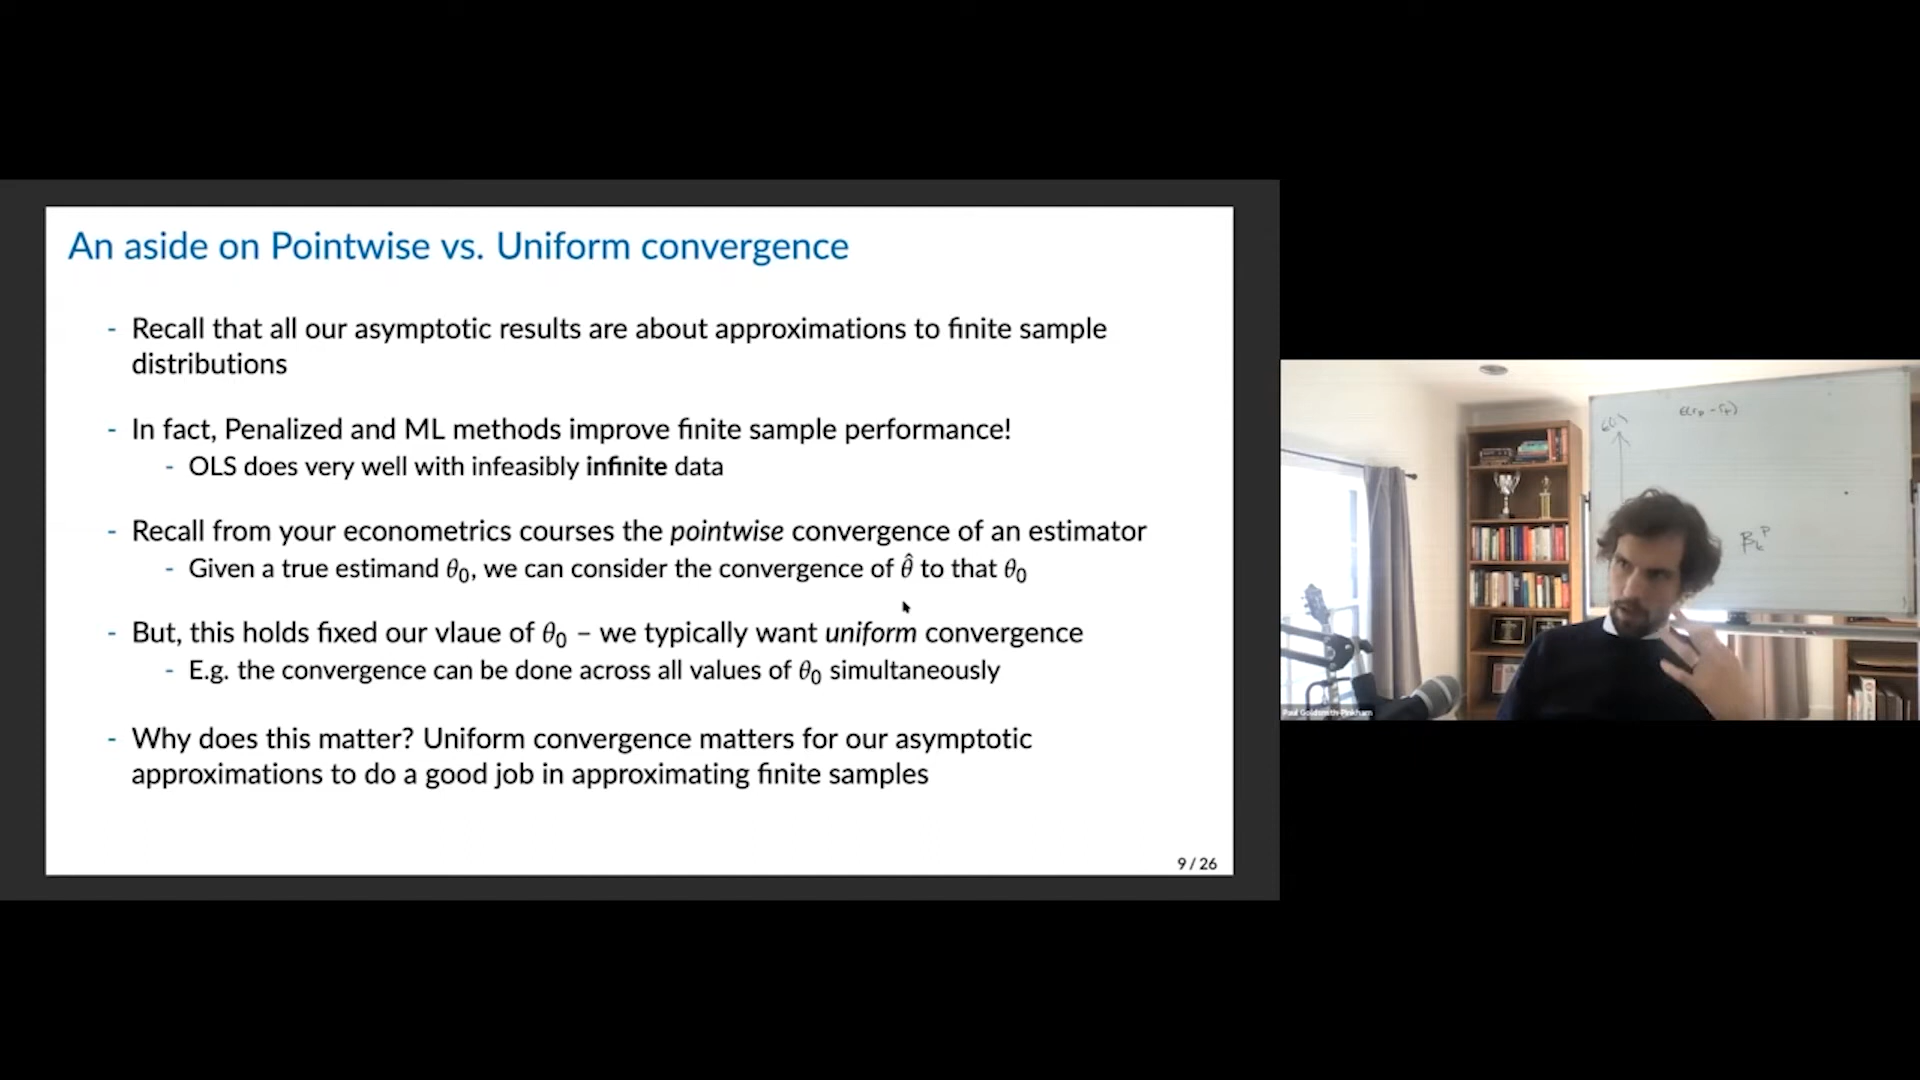 An aside on Pointwise vs. Uniform convergence
- Recall that all our asymptotic results are about approximations to finite sample
distributions
- In fact, Penalized and ML methods improve finite sample performance!
- OLS does very well with infeasibly infinite data
- Recall from your econometrics courses the pointwise convergence of an estimator
- Given a true estimand θ₀, we can consider the convergence of θ̂ to that θ₀
- But, this holds fixed our vlaue of θ₀ – we typically want uniform convergence
- E.g. the convergence can be done across all values of θ₀ simultaneously
- Why does this matter? Uniform convergence matters for our asymptotic
approximations to do a good job in approximating finite samples
9 / 26
Paul Goldsmith-Pinkham